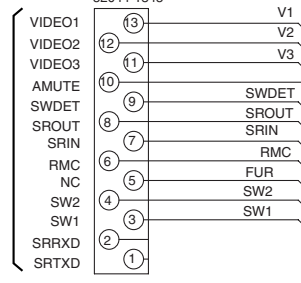 VIDEO1 13 V1
VIDEO2 12 V2
VIDEO3 11 V3
AMUTE 10
SWDET 9 SWDET
SROUT 8 SROUT
SRIN 7 SRIN
RMC 6 RMC
NC 5 FUR
SW2 4 SW2
SW1 3 SW1
SRRXD 2
SRTXD 1